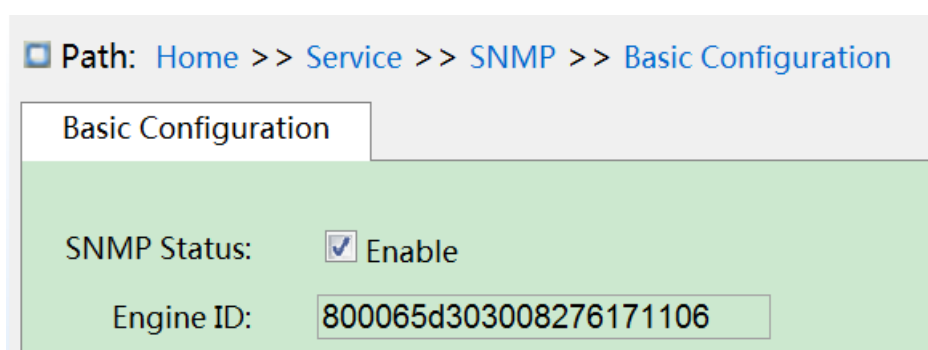 Path: Home >> Service >> SNMP >> Basic Configuration
Basic Configuration
SNMP Status: Enable
Engine ID: 800065d303008276171106